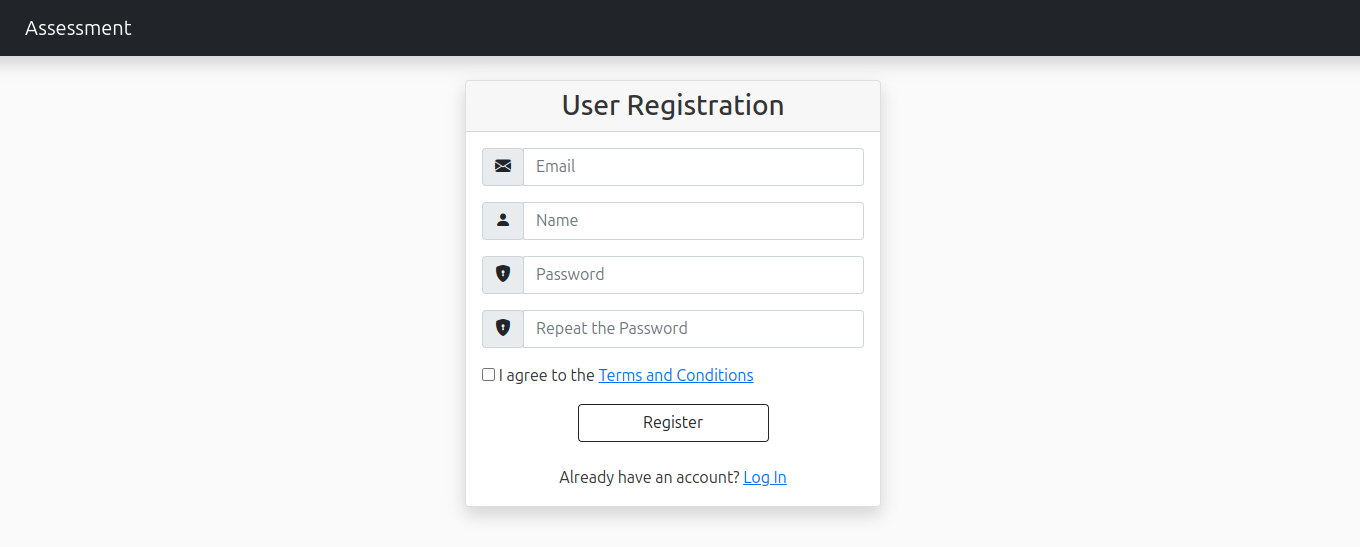 Assessment
User Registration
Email
Name
Password
Repeat the Password
I agree to the Terms and Conditions
Register
Already have an account? Log In